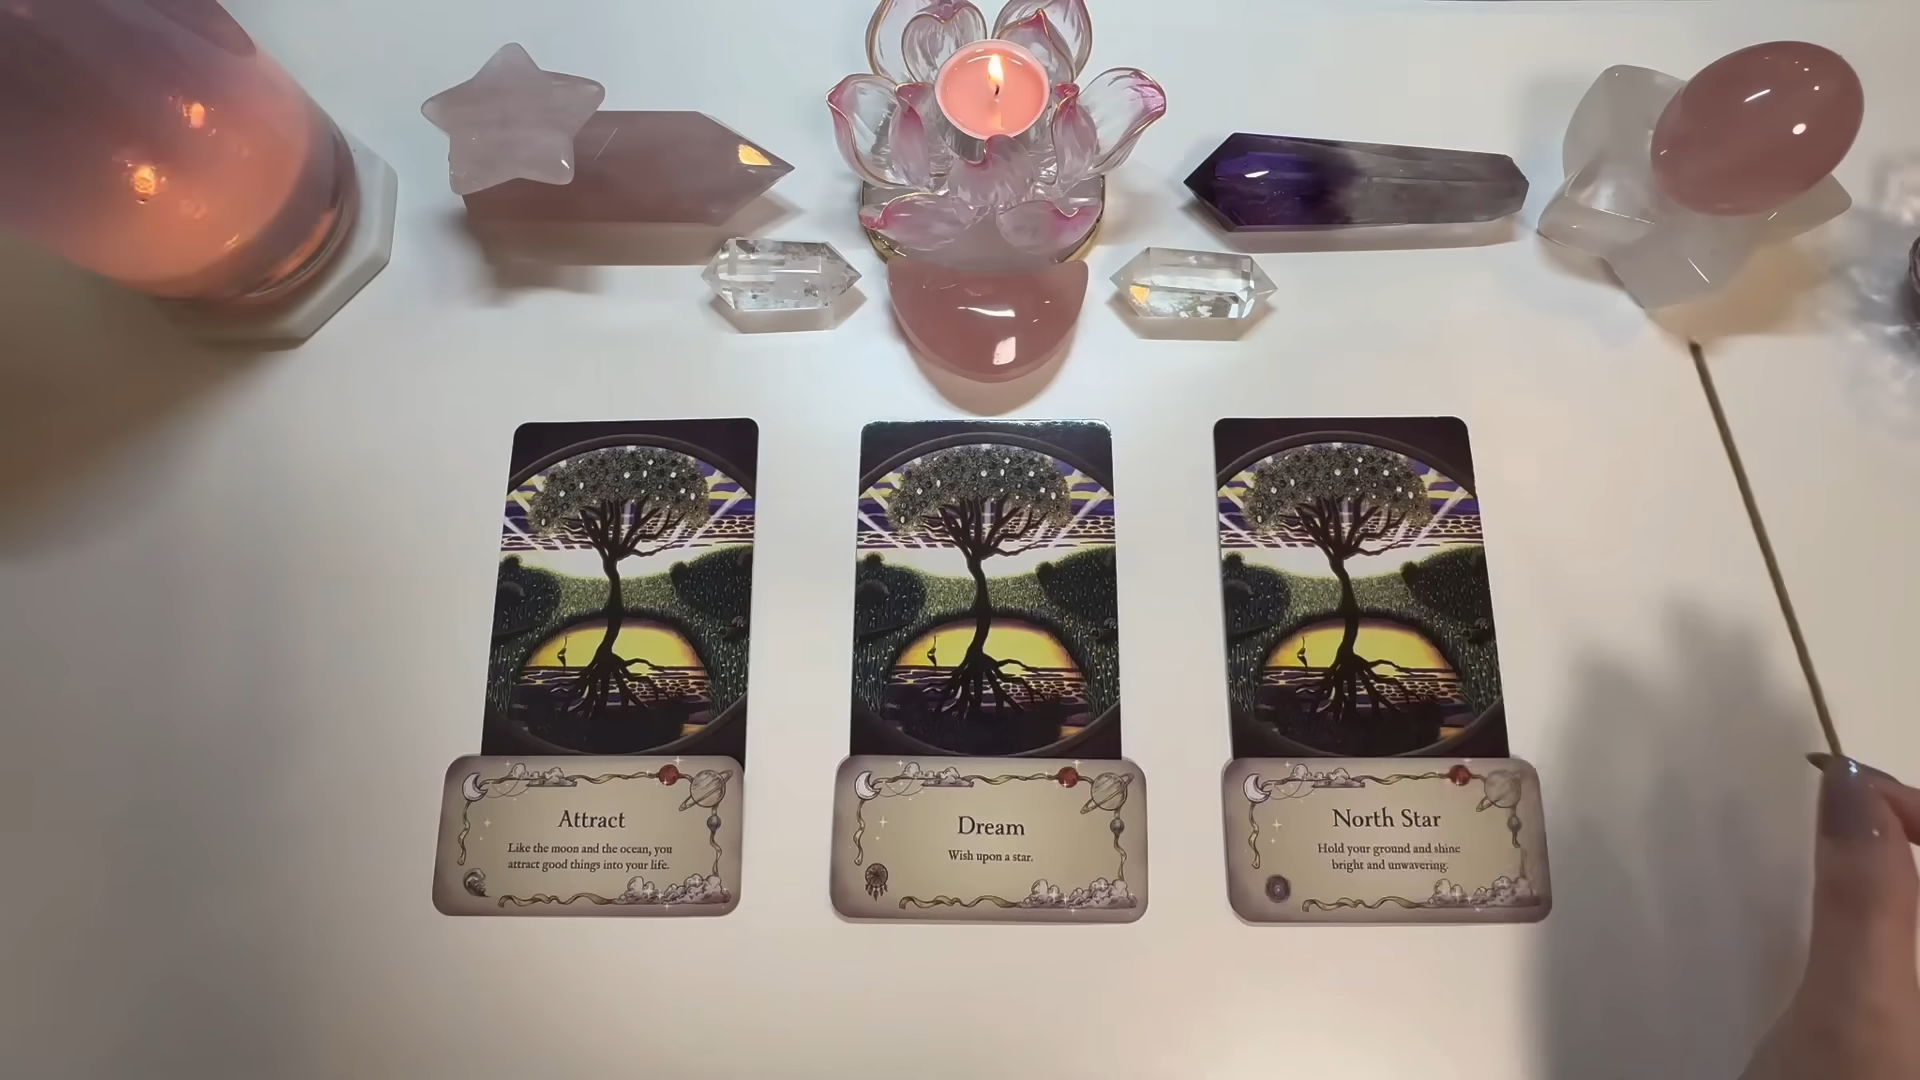 Attract
Like the moon and the ocean, you
attract good things into your life.
Dream
Wish upon a star.
North Star
Hold your ground and shine
bright and unwavering.